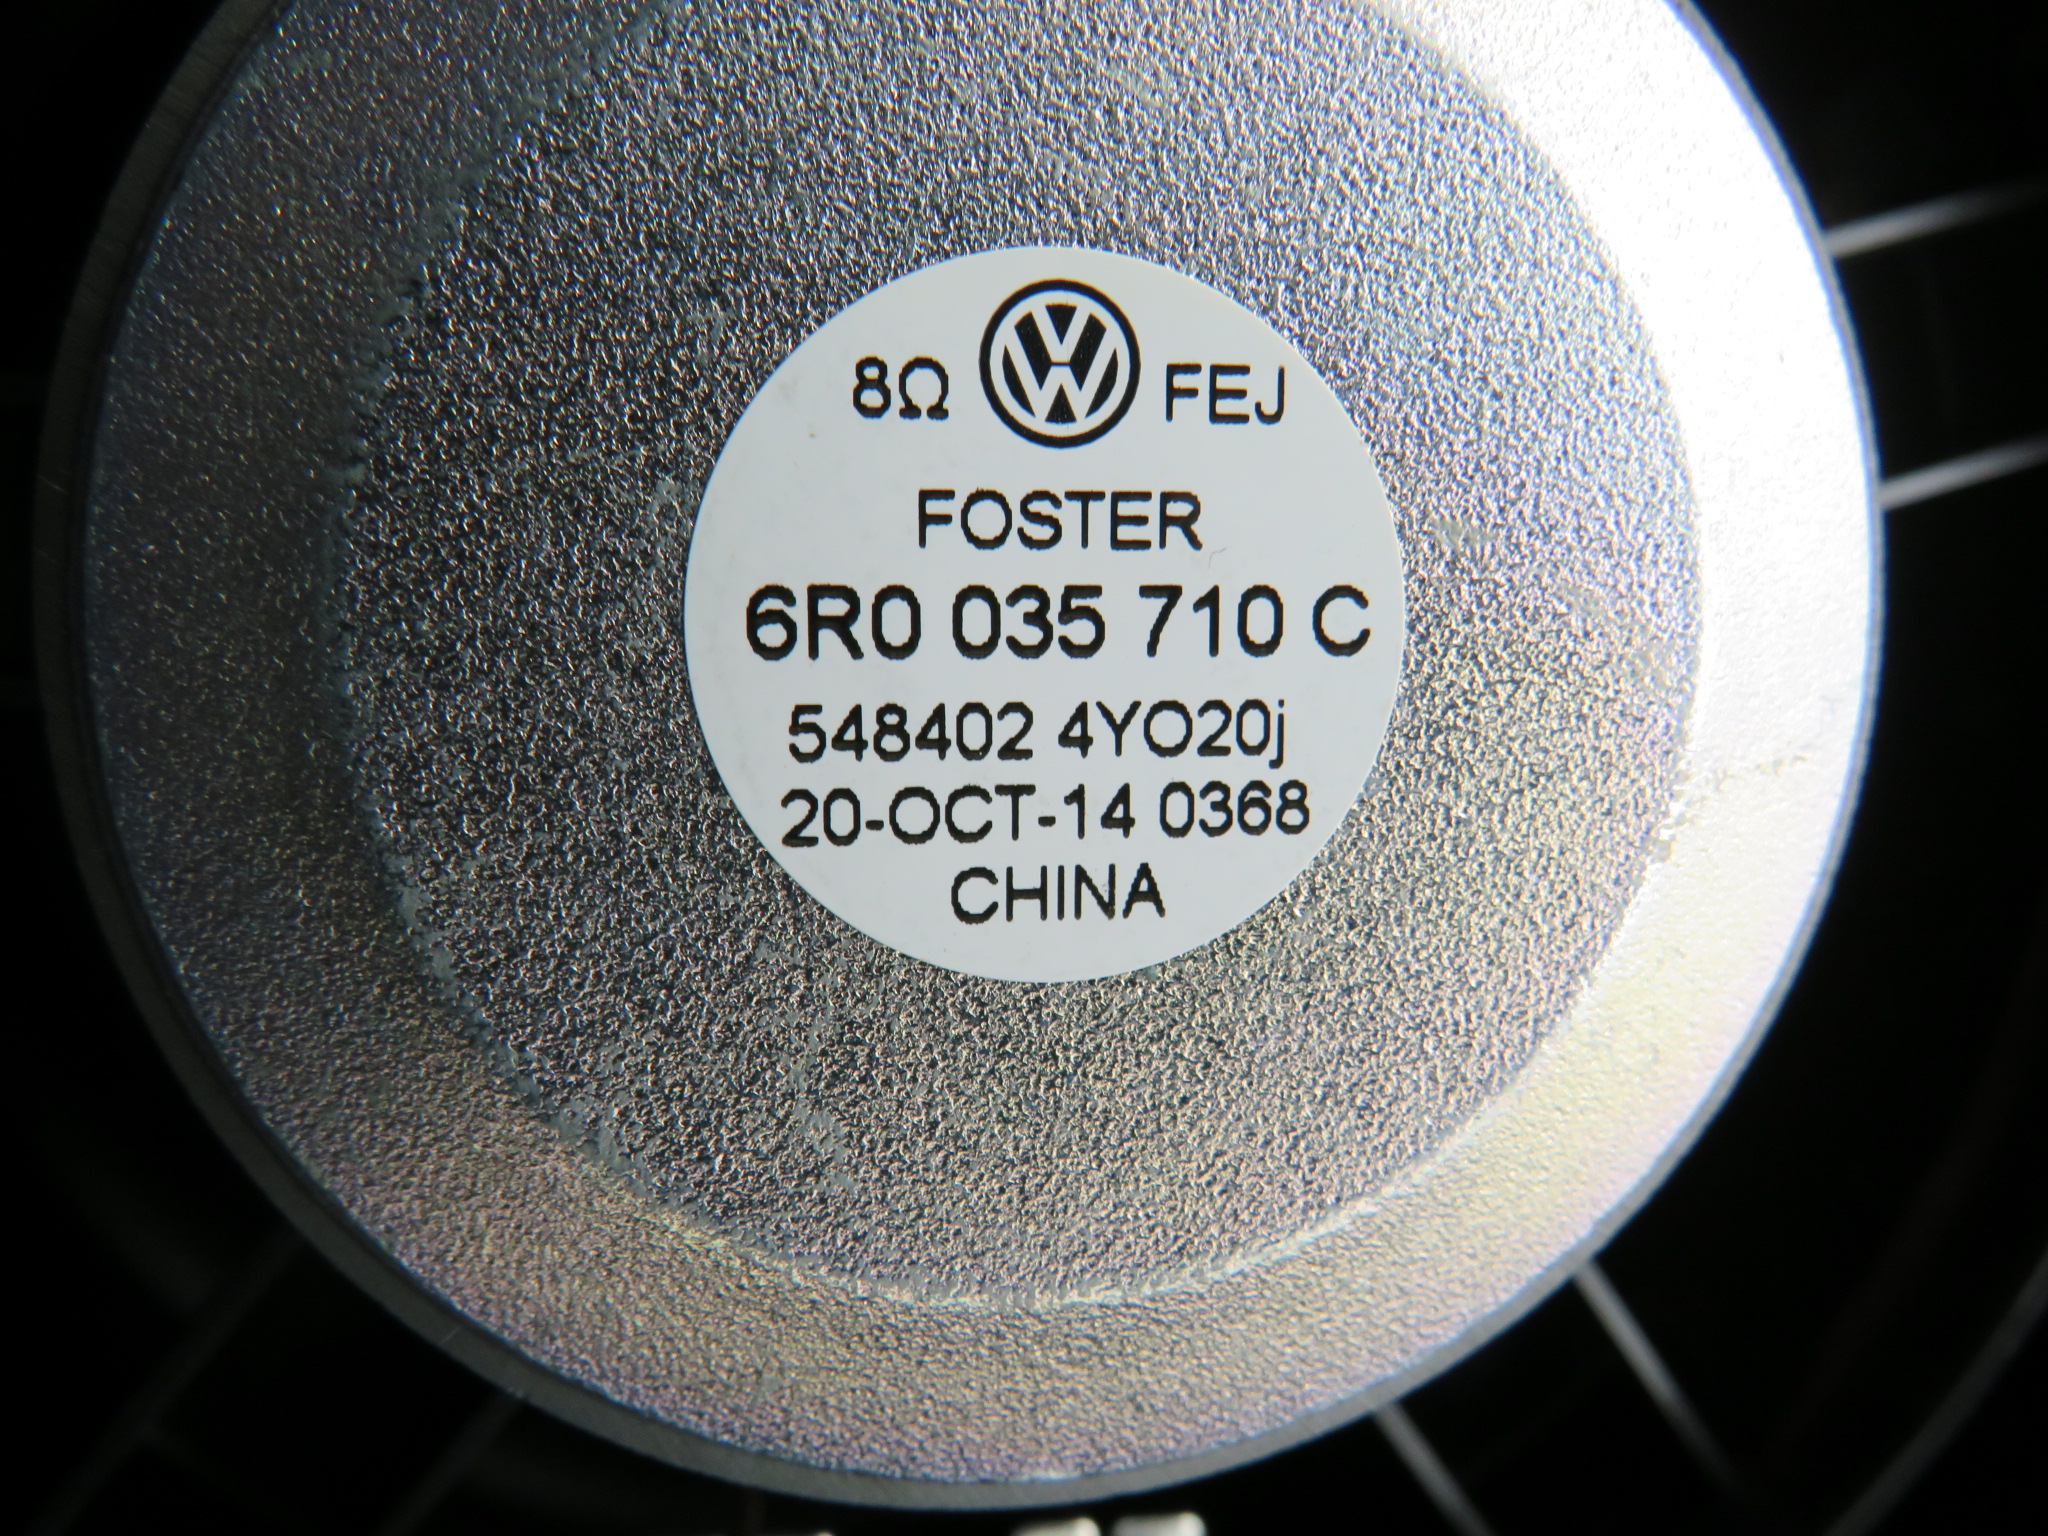 8Ω FEJ
FOSTER
6R0 035 710 C
548402 4YO20j
20-OCT-14 0368
CHINA